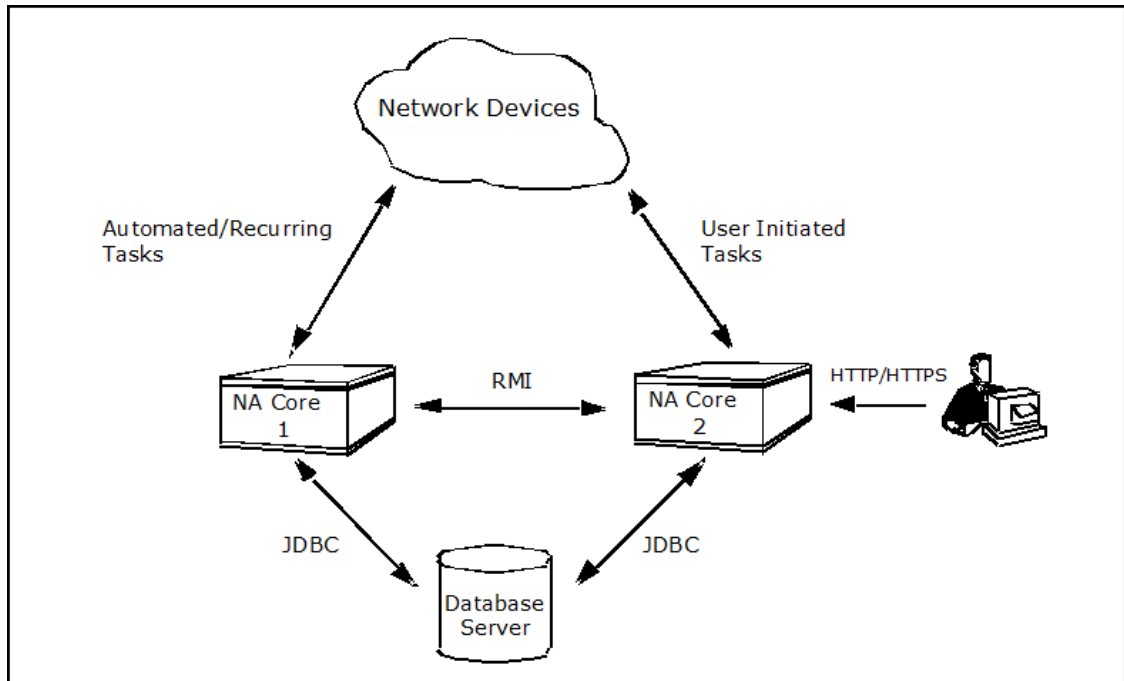 Network Devices
Automated/Recurring
Tasks
User Initiated
Tasks
NA Core
1
RMI
NA Core
2
HTTP/HTTPS
JDBC
JDBC
Database
Server